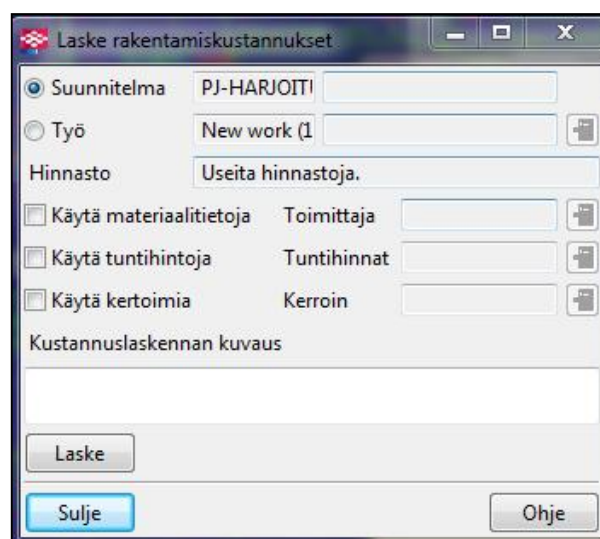 Laske rakentamiskustannukset
Suunnitelma PJ-HARJOIT
Työ New work (1
Hinnasto Useita hinnastoja.
Käytä materiaalitietoja Toimittaja
Käytä tuntihintoja Tuntihinnat
Käytä kertoimia Kerroin
Kustannuslaskennan kuvaus
Laske
Sulje Ohje